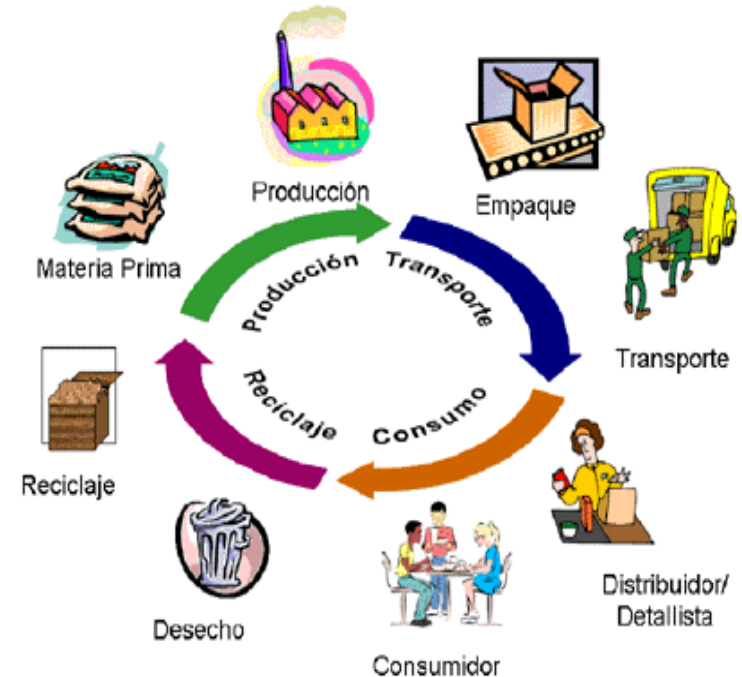 Producción
Empaque
Materia Prima
Producción
Transporte
Transporte
Reciclaje
Consumo
Reciclaje
Distribuidor/
Detallista
Desecho
Consumidor